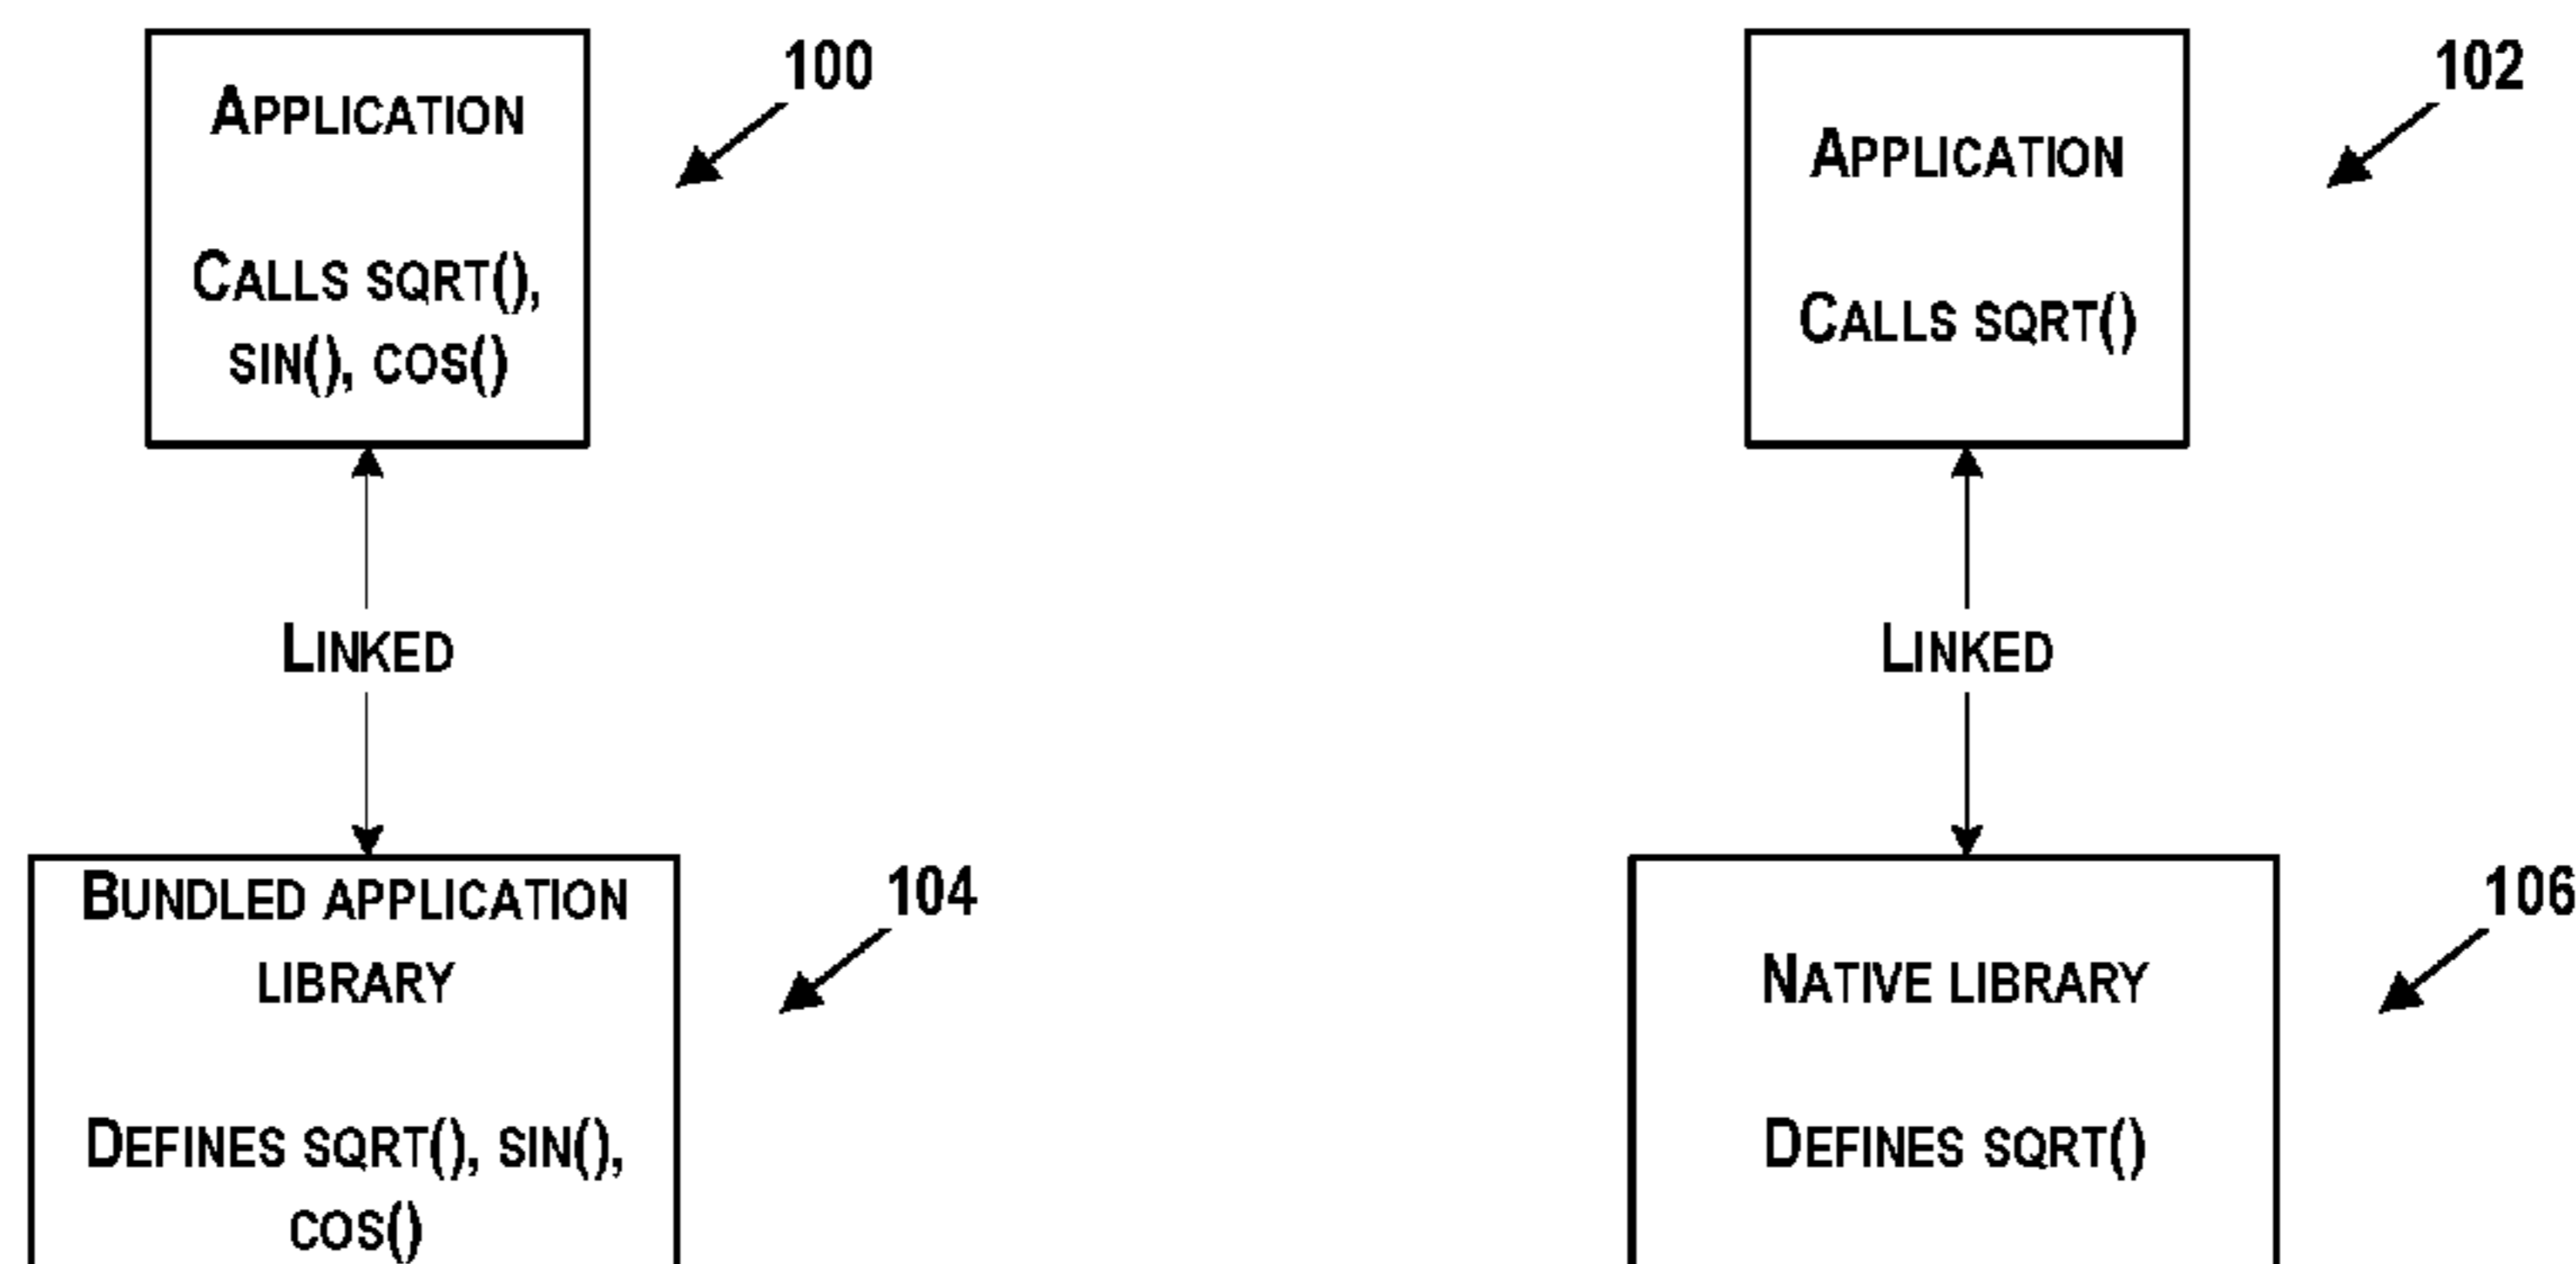 APPLICATION
CALLS SQRT(),
SIN(), COS()
100
LINKED
BUNDLED APPLICATION
LIBRARY
DEFINES SQRT(), SIN(),
COS()
104
APPLICATION
CALLS SQRT()
102
LINKED
NATIVE LIBRARY
DEFINES SQRT()
106